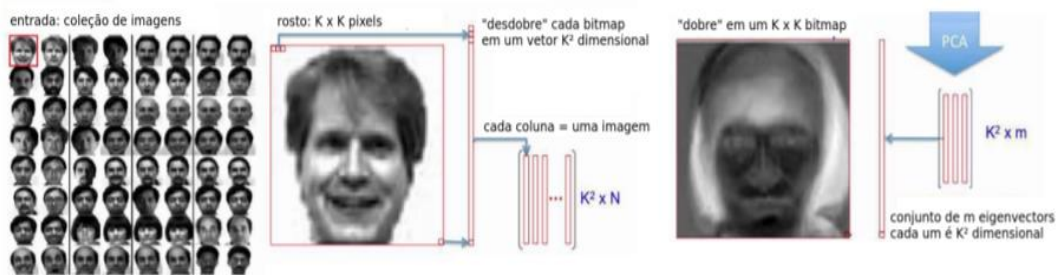 entrada: coleção de imagens
rosto: K x K pixels
"desdobre" cada bitmap
em um vetor K² dimensional
cada coluna = uma imagem
K² x N
"dobre" em um K x K bitmap
PCA
K² x m
conjunto de m eigenvectors
cada um é K² dimensional